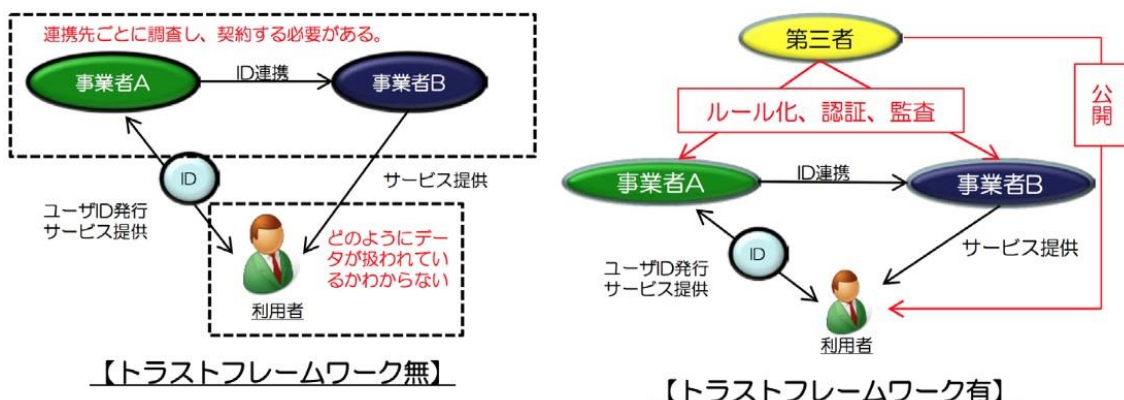 連携先ごとに調査し、契約する必要がある。
事業者A
ID連携
事業者B
ID
ユーザID発行
サービス提供
サービス提供
どのようにデー
タが扱われてい
るかわからない
利用者
【トラストフレームワーク無】
第三者
公開
ルール化、認証、監査
事業者A
ID連携
事業者B
ID
ユーザID発行
サービス提供
サービス提供
利用者
【トラストフレームワーク有】